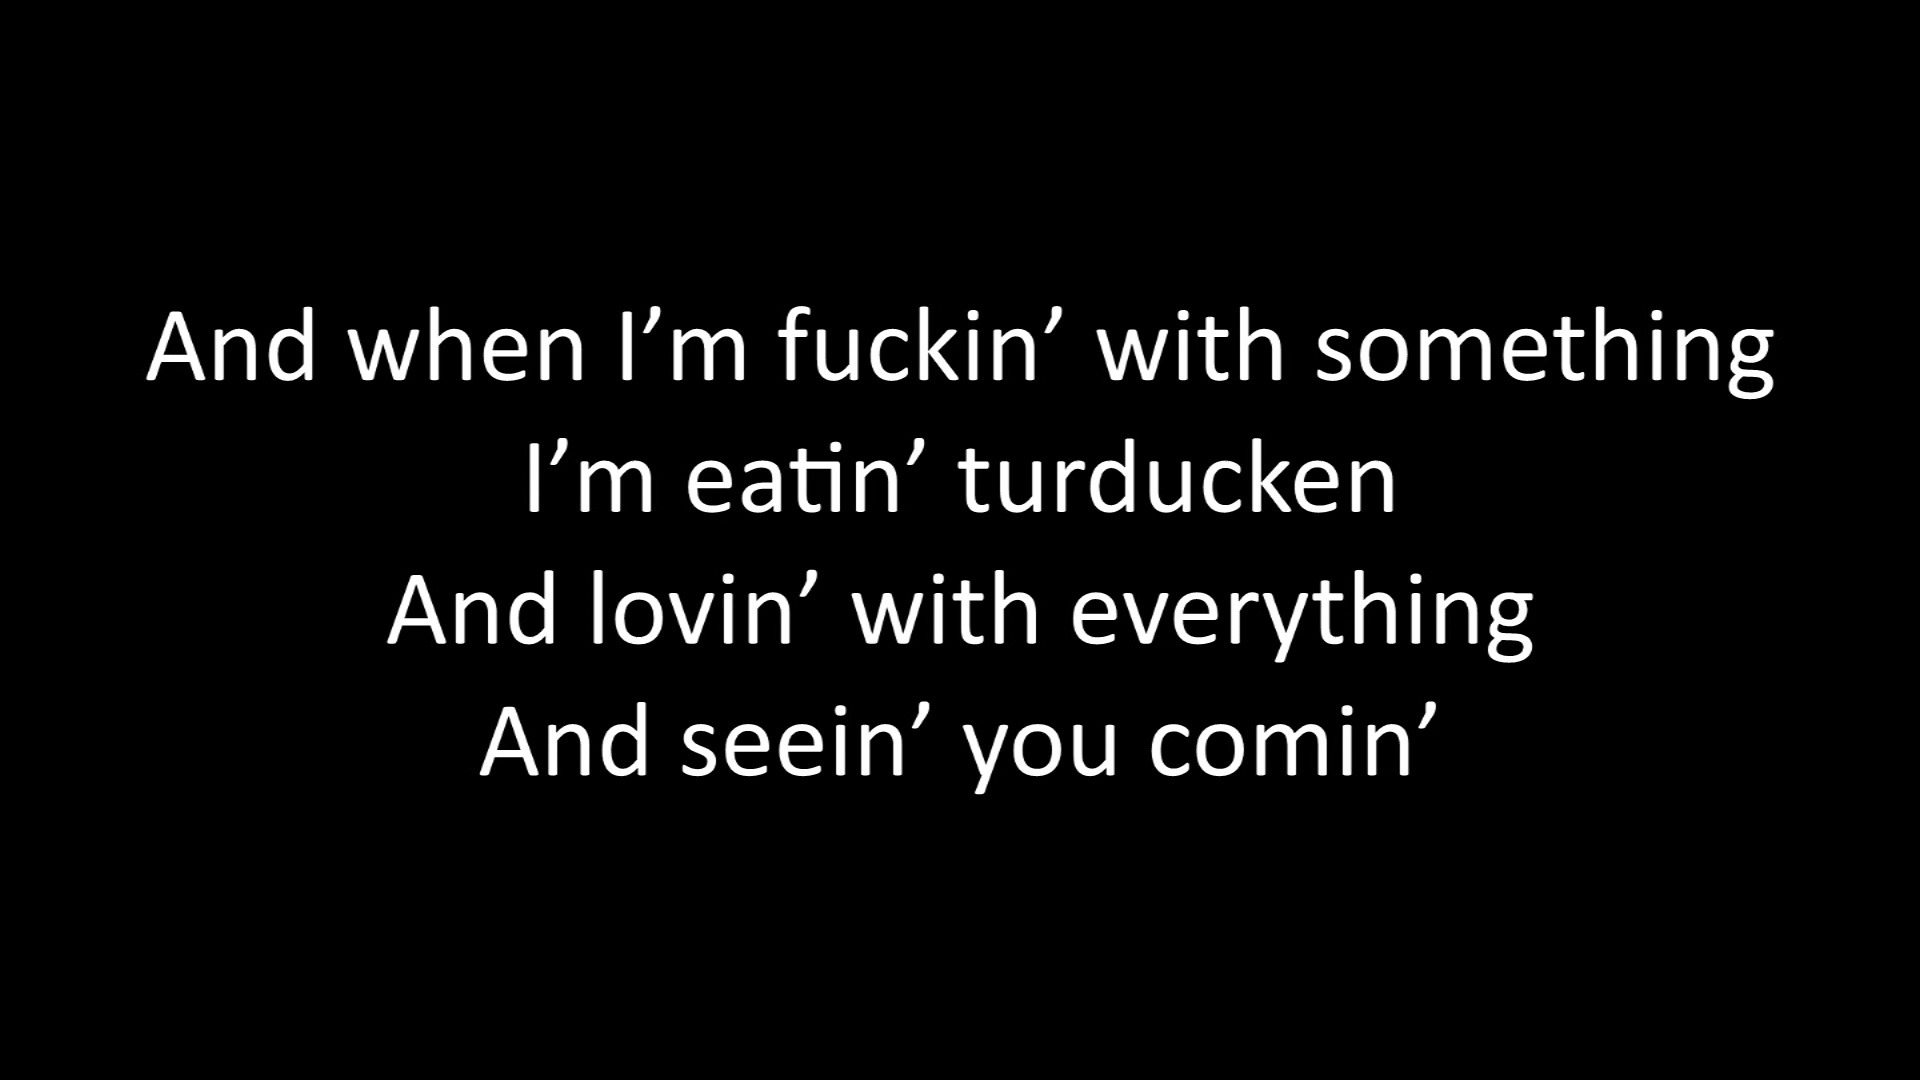 And when I’m fuckin’ with something
I’m eatin’ turducken
And lovin’ with everything
And seein’ you comin’